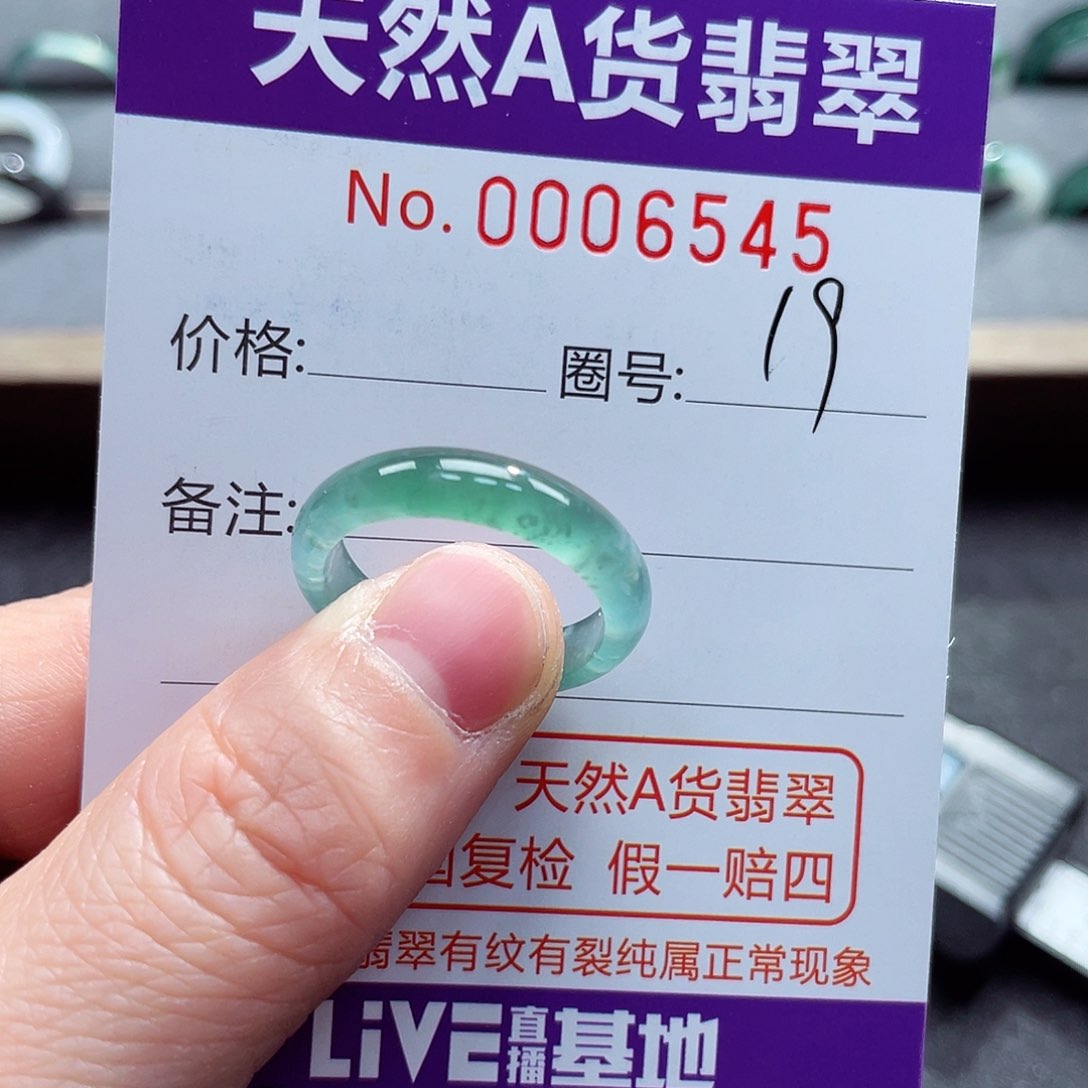 天然A货翡翠
No. 0006545
价格: 圈号: 19
备注:
天然A货翡翠
复检 假一赔四
翡翠有纹有裂纯属正常现象
LiVE直播基地